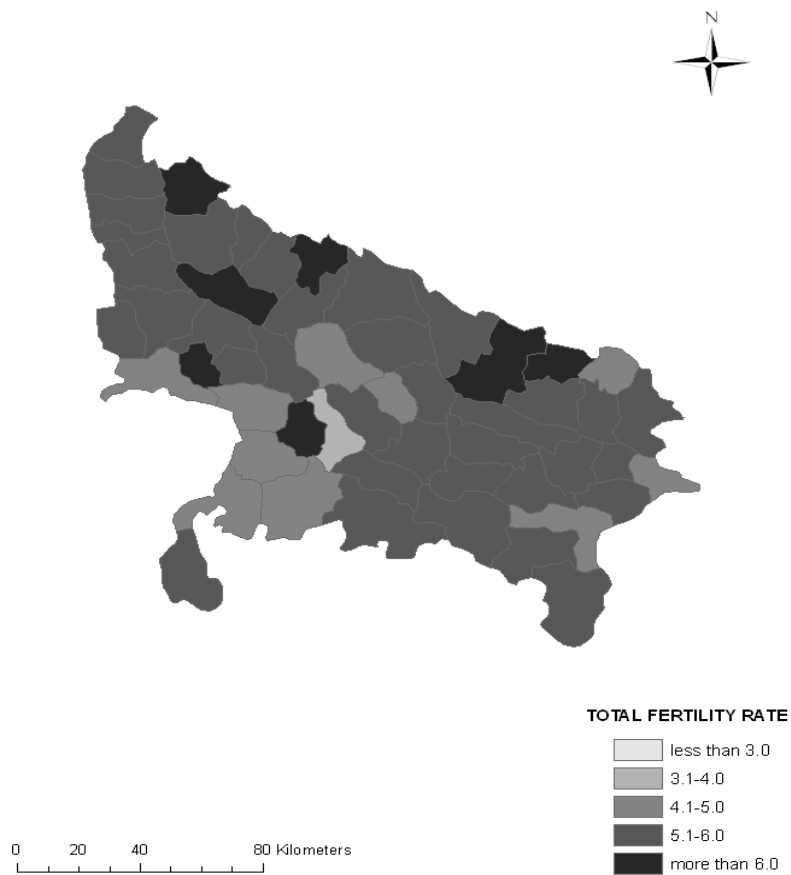 N
TOTAL FERTILITY RATE
less than 3.0
3.1-4.0
4.1-5.0
5.1-6.0
more than 6.0
0 20 40 80 Kilometers